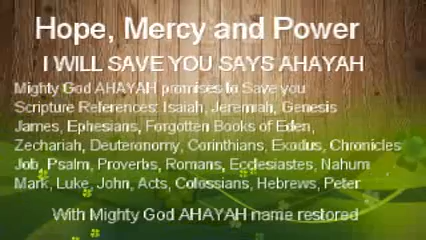 Hope, Mercy and Power
I WILL SAVE YOU SAYS AHAYAH
Mighty God AHAYAH promises to Save you
Scripture References: Isaiah, Jeremiah, Genesis
James, Ephesians, Forgotten Books of Eden,
Zechariah, Deuteronomy, Corinthians, Exodus, Chronicles
Job, Psalm, Proverbs, Romans, Ecclesiastes, Nahum
Mark, Luke, John, Acts, Colossians, Hebrews, Peter
With Mighty God AHAYAH name restored